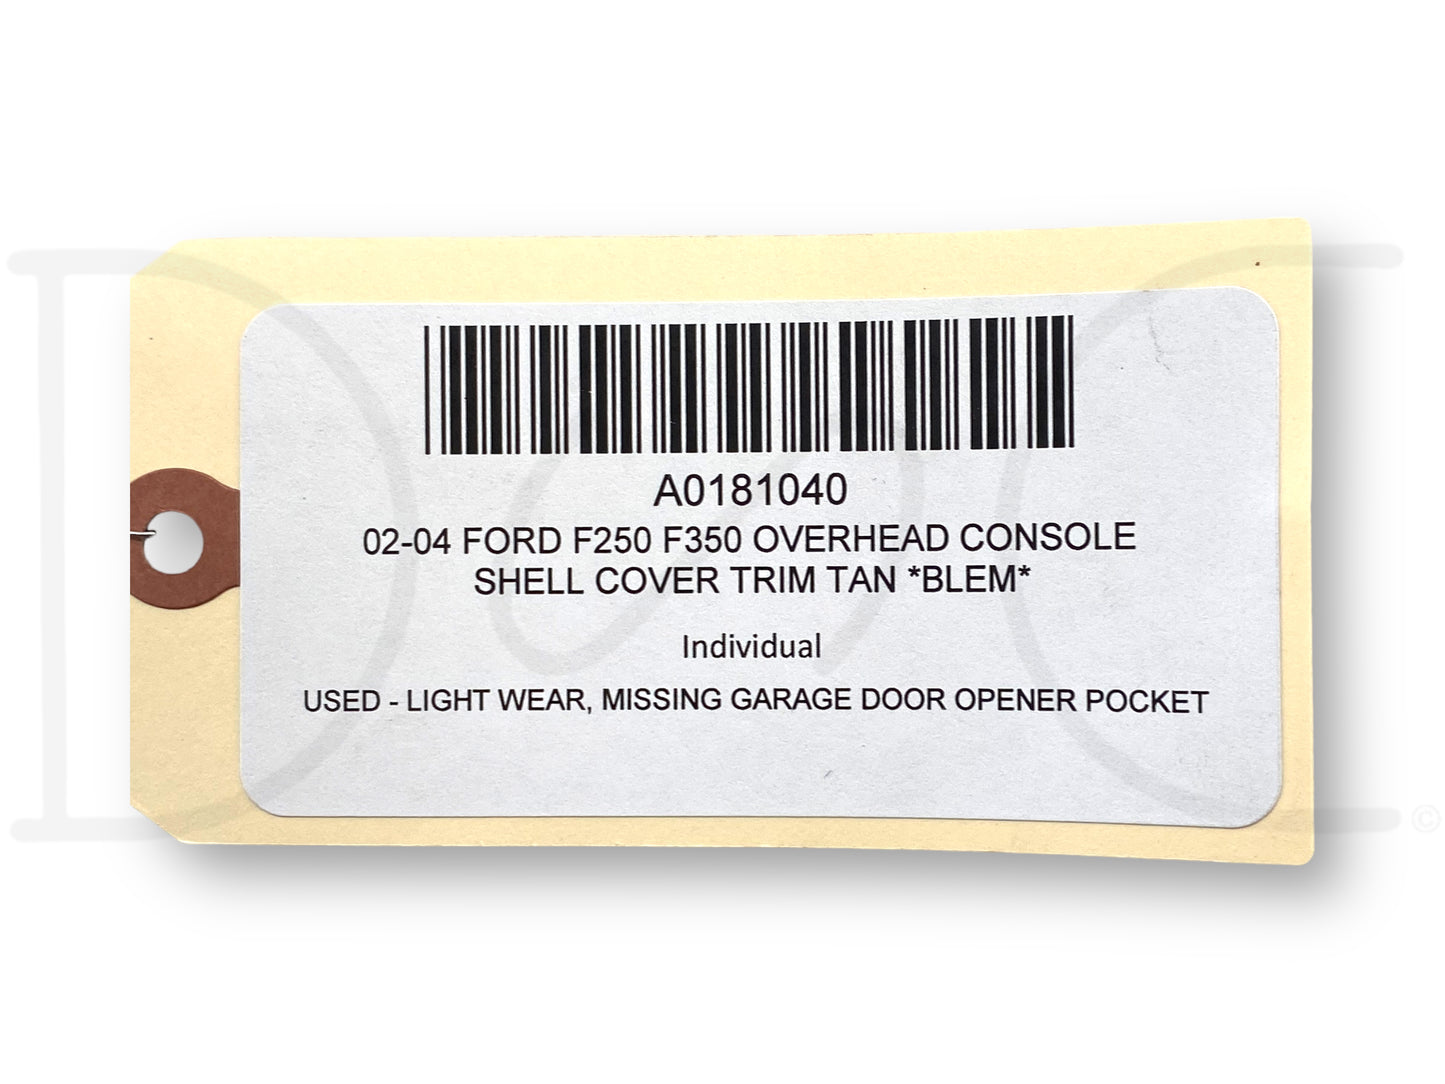 A0181040
02-04 FORD F250 F350 OVERHEAD CONSOLE
SHELL COVER TRIM TAN *BLEM*
Individual
USED - LIGHT WEAR, MISSING GARAGE DOOR OPENER POCKET
©